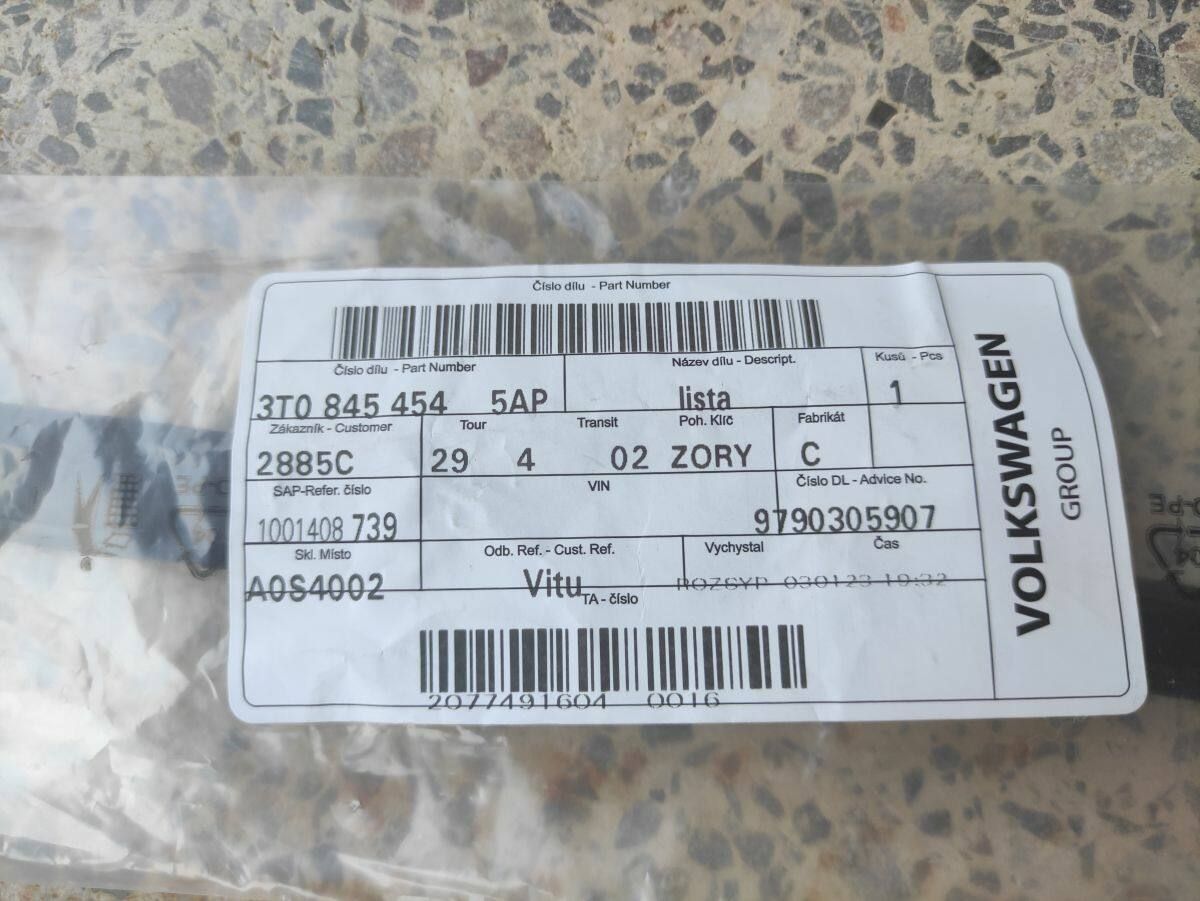 Číslo dílu - Part Number
Číslo dílu - Part Number
Název dílu - Descript.
Kusů - Pcs
3T0 845 454 5AP
lista
1
Zákazník - Customer
Tour
Transit
Poh. Klíč
Fabrikát
2885C
29 4 02 ZORY
C
SAP-Refer. číslo
VIN
Číslo DL - Advice No.
1001408 739
9790305907
Skl. Místo
Odb. Ref. - Cust. Ref.
Vychystal
Čas
A0S4002
Vitu
ROZSYP 030123 19:32
TA - číslo
2077491604 0016
VOLKSWAGEN
GROUP